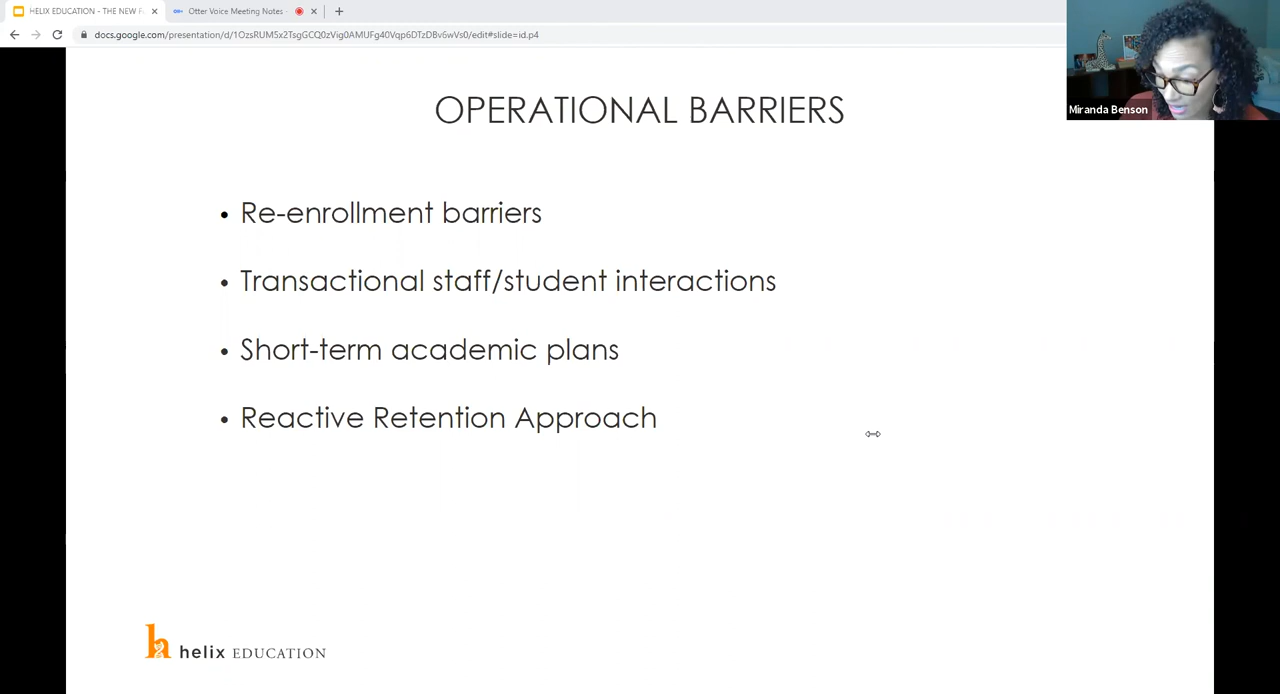 HELIX EDUCATION - THE NEW F
Otter Voice Meeting Notes -
docs.google.com/presentation/d/1OzsRUM5x2TsgGCQ0zVig0AMUFg40Vqp6DTzDBv6wVs0/edit#slide=id.p4
Miranda Benson
OPERATIONAL BARRIERS
• Re-enrollment barriers
• Transactional staff/student interactions
• Short-term academic plans
• Reactive Retention Approach
helix EDUCATION